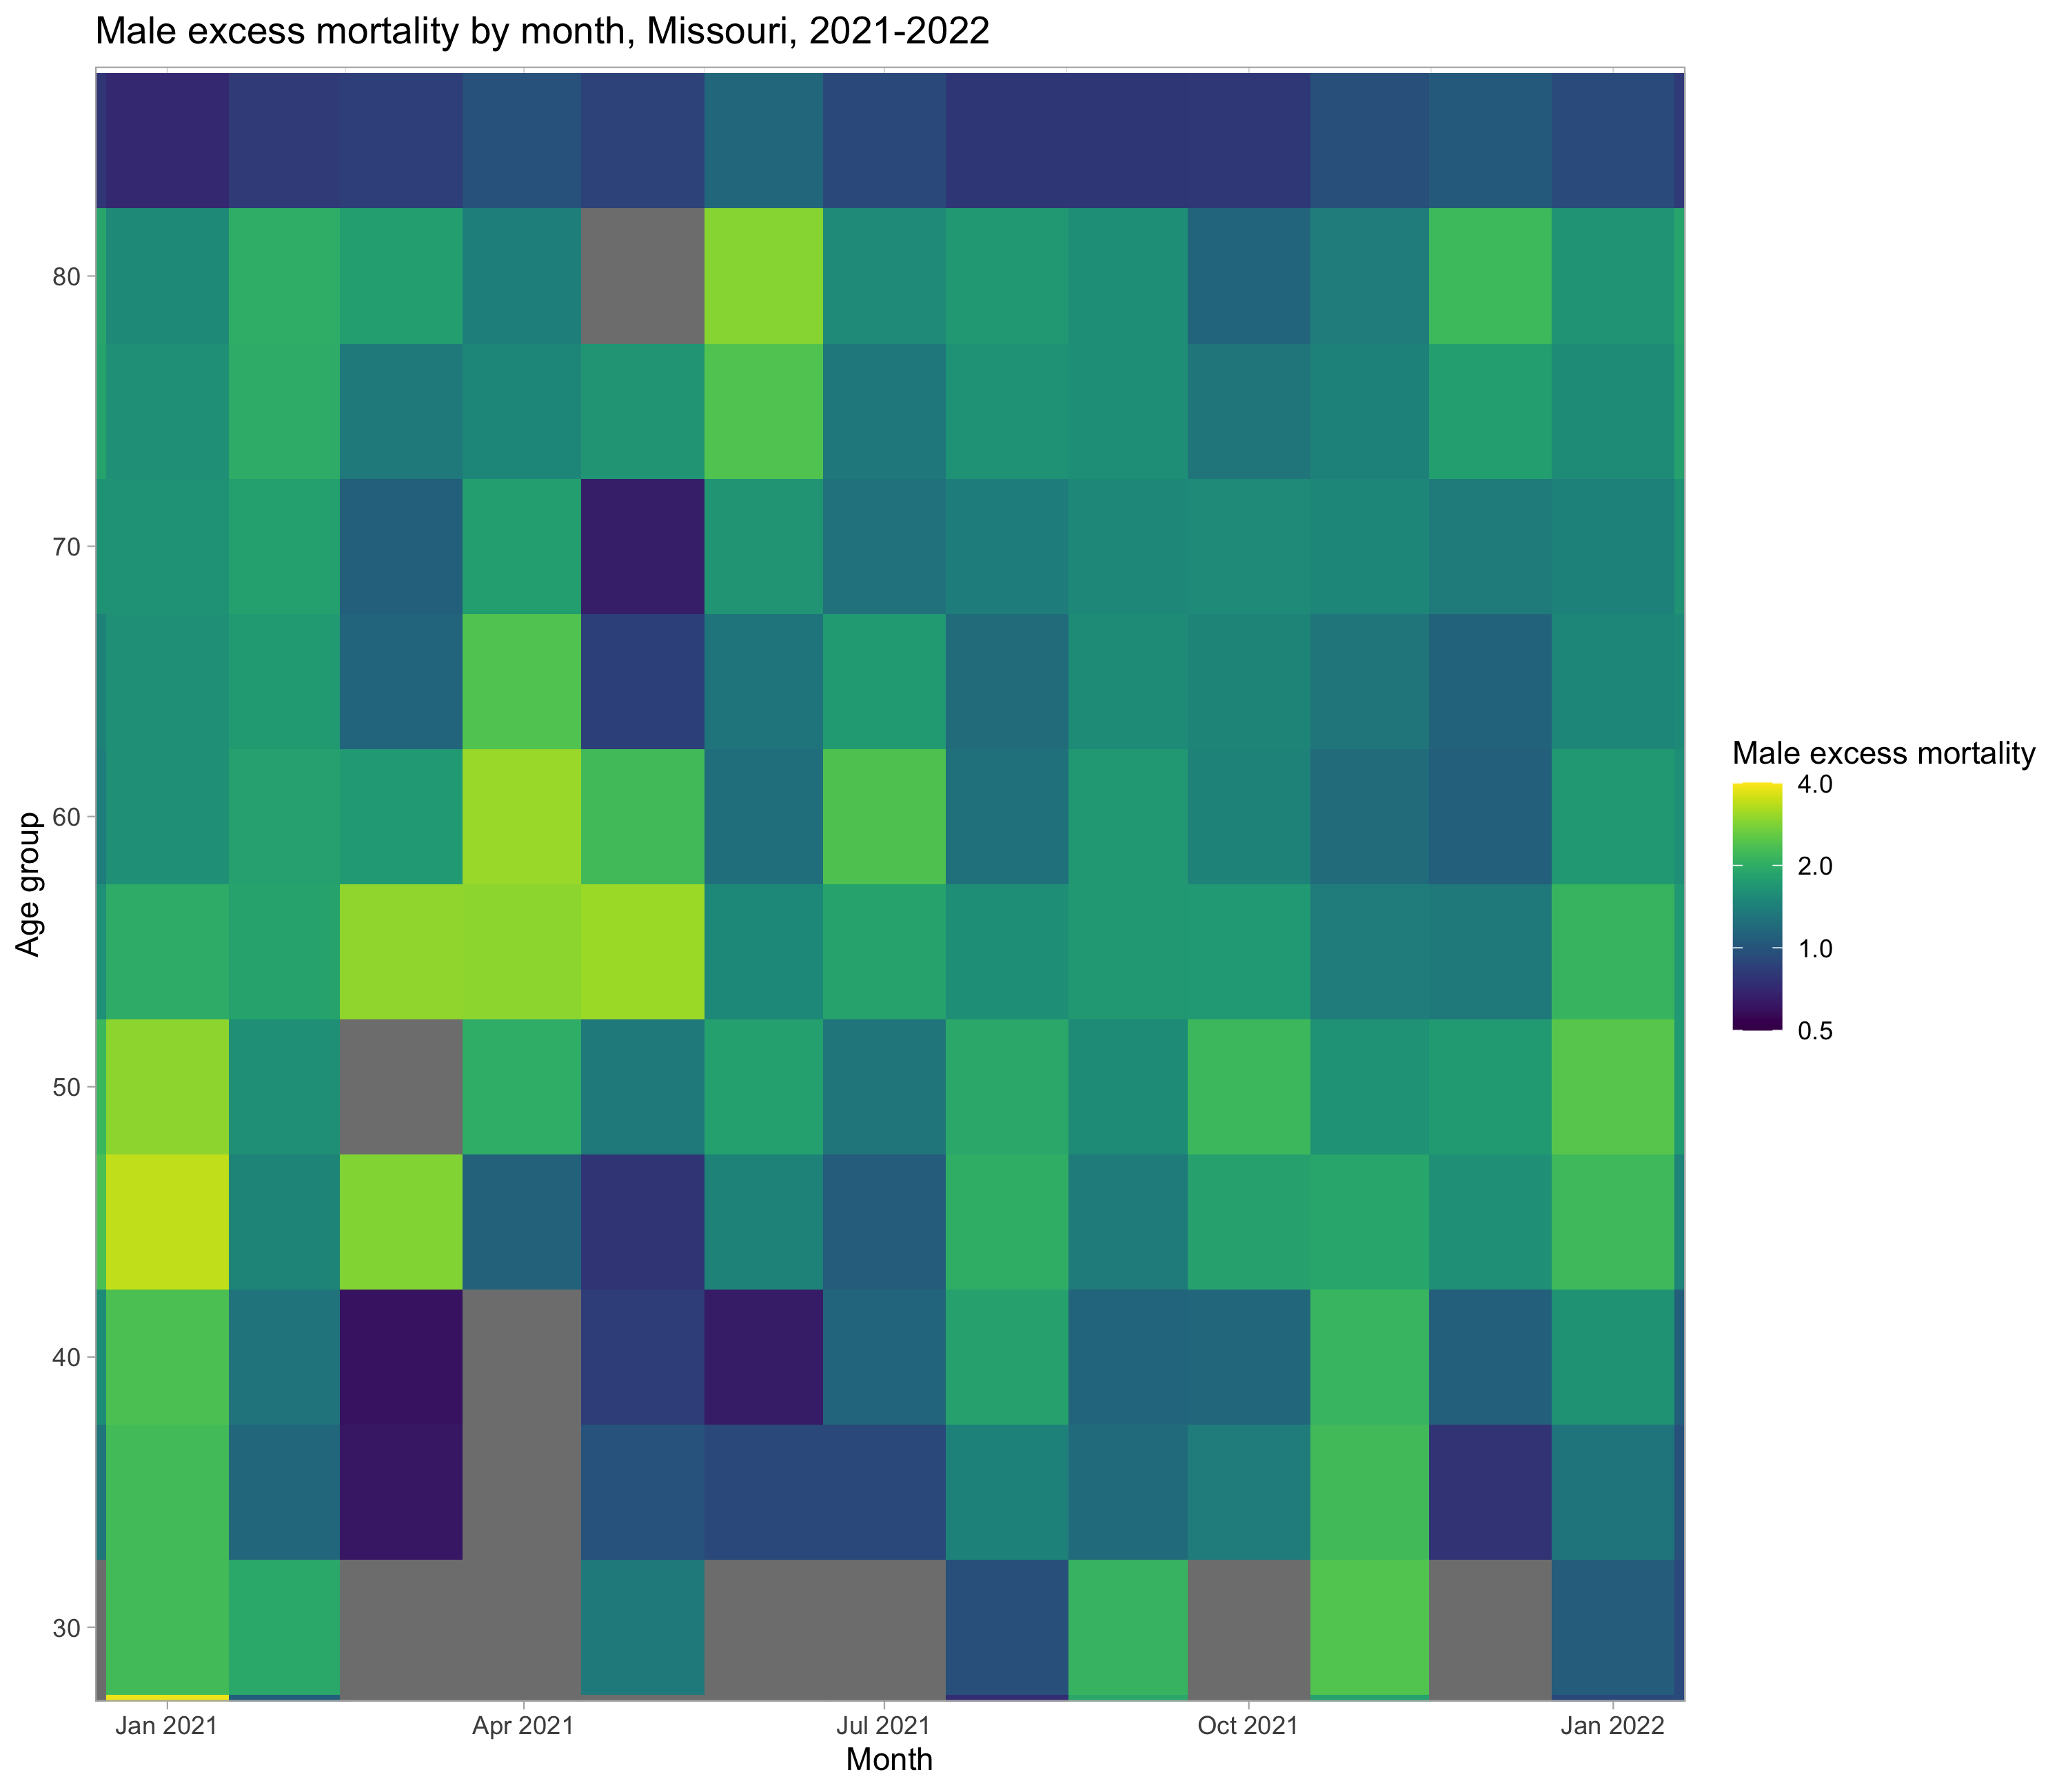 Male excess mortality by month, Missouri, 2021-2022
80
70
60
50
40
30
Age group
Jan 2021
Apr 2021
Jul 2021
Oct 2021
Jan 2022
Month
Male excess mortality
4.0
2.0
1.0
0.5